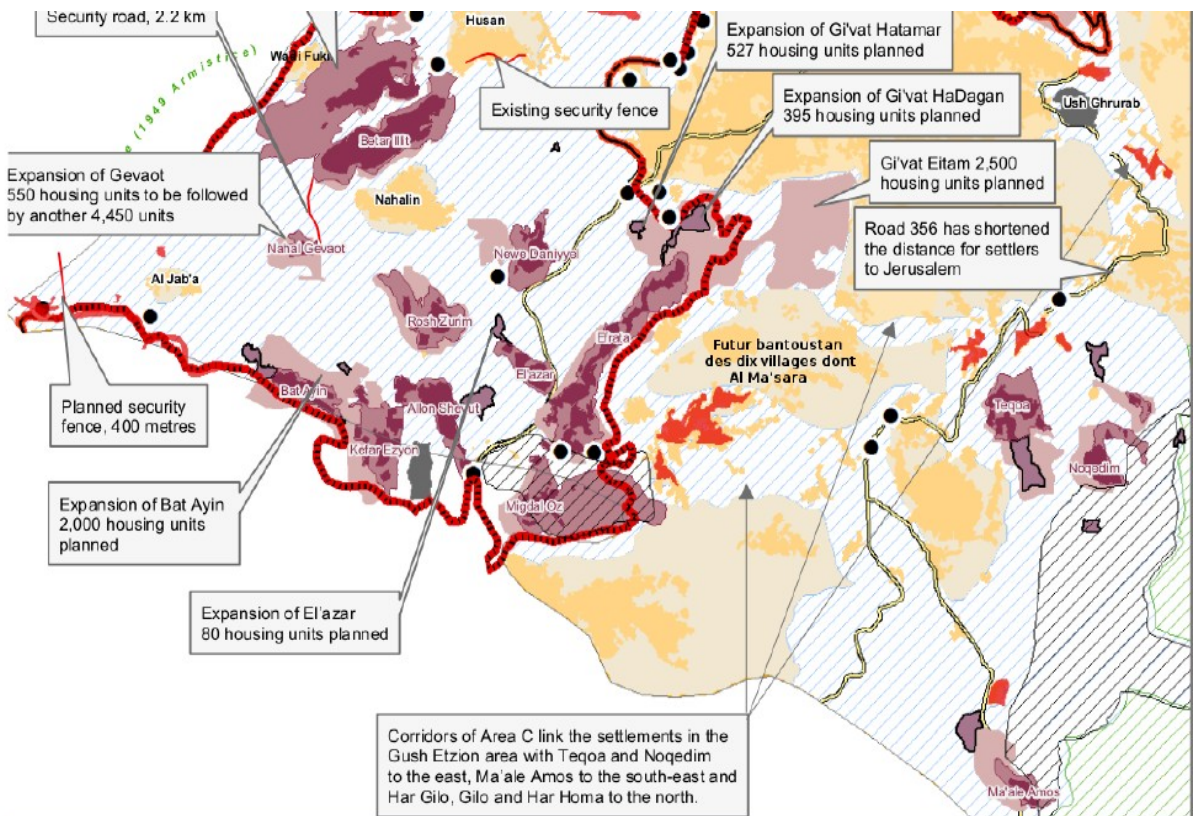 Security road, 2.2 km
Husan
Wadi Fuki
(1949 Armistice)
Existing security fence
Expansion of Gi'vat Hatamar
527 housing units planned
Expansion of Gi'vat HaDagan
395 housing units planned
Ush Ghrurab
Gi'vat Eitam 2,500
housing units planned
Road 356 has shortened
the distance for settlers
to Jerusalem
Betar Illit
A
Expansion of Gevaot
550 housing units to be followed
by another 4,450 units
Nahalin
Nahal Gevaot
Newe Daniyye
Al Jab'a
Rosh Zurim
Efrata
Futur bantoustan
des dix villages dont
Al Ma'sara
El'azar
Bat Ayin
Allon Shevut
Teqoa
Planned security
fence, 400 metres
Kefar Ezyon
Noqedim
A
Migdal Oz
Expansion of Bat Ayin
2,000 housing units
planned
Expansion of El'azar
80 housing units planned
Corridors of Area C link the settlements in the
Gush Etzion area with Teqoa and Noqedim
to the east, Ma'ale Amos to the south-east and
Har Gilo, Gilo and Har Homa to the north.
Ma'ale Amos